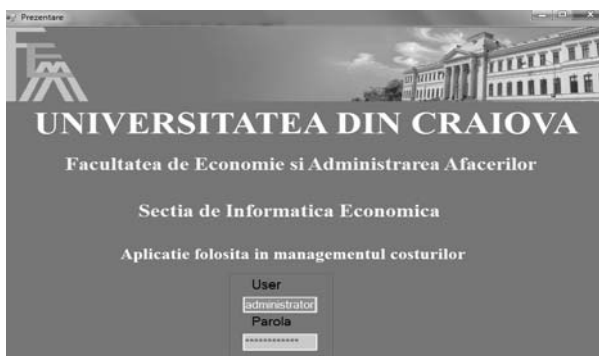 Prezentare
UNIVERSITATEA DIN CRAIOVA
Facultatea de Economie si Administrarea Afacerilor
Sectia de Informatica Economica
Aplicatie folosita in managementul costurilor
User
administrator
Parola
************